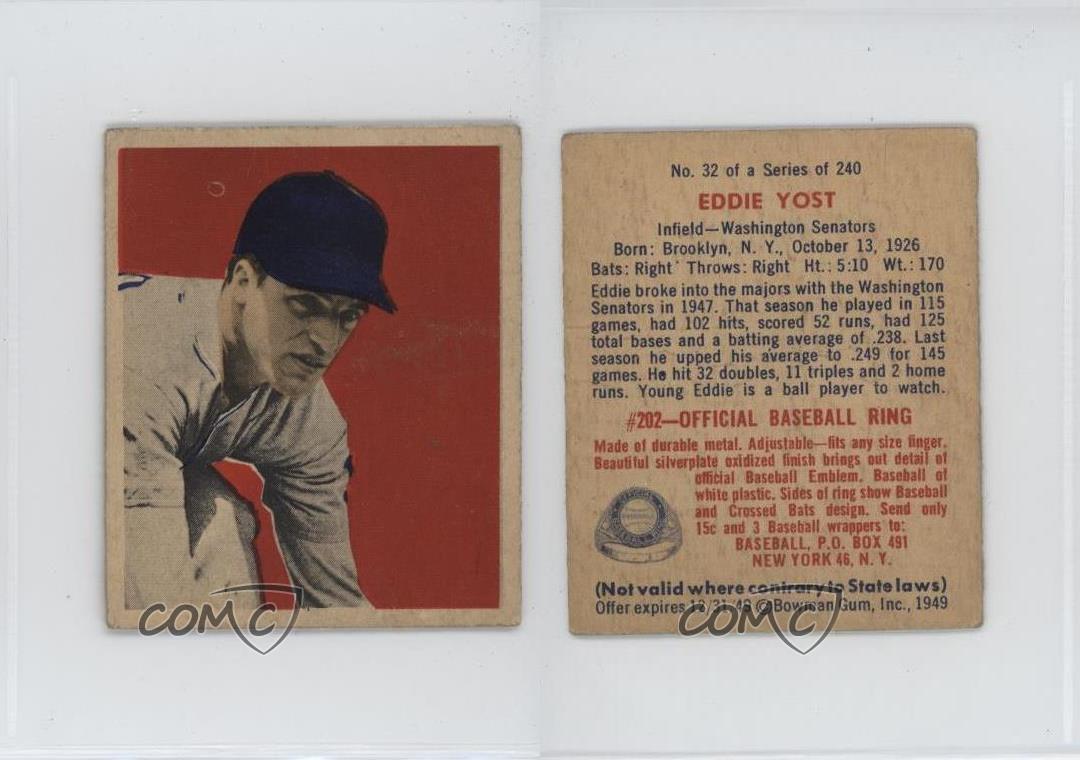 No. 32 of a Series of 240
EDDIE YOST
Infield—Washington Senators
Born: Brooklyn, N. Y., October 13, 1926
Bats: Right Throws: Right Ht.: 5:10 Wt.: 170
Eddie broke into the majors with the Washington
Senators in 1947. That season he played in 115
games, had 102 hits, scored 52 runs, had 125
total bases and a batting average of .238. Last
season he upped his average to .249 for 145
games. He hit 32 doubles, 11 triples and 2 home
runs. Young Eddie is a ball player to watch.
#202—OFFICIAL BASEBALL RING
Made of durable metal. Adjustable—fits any size finger.
Beautiful silverplate oxidized finish brings out detail of
official Baseball Emblem. Baseball of
white plastic. Sides of ring show Baseball
and Crossed Bats design. Send only
15c and 3 Baseball wrappers to:
BASEBALL, P.O. BOX 491
NEW YORK 46, N. Y.
(Not valid where contrary to State laws)
Offer expires 12/31/49 © Bowman Gum, Inc., 1949
COMC
COMC